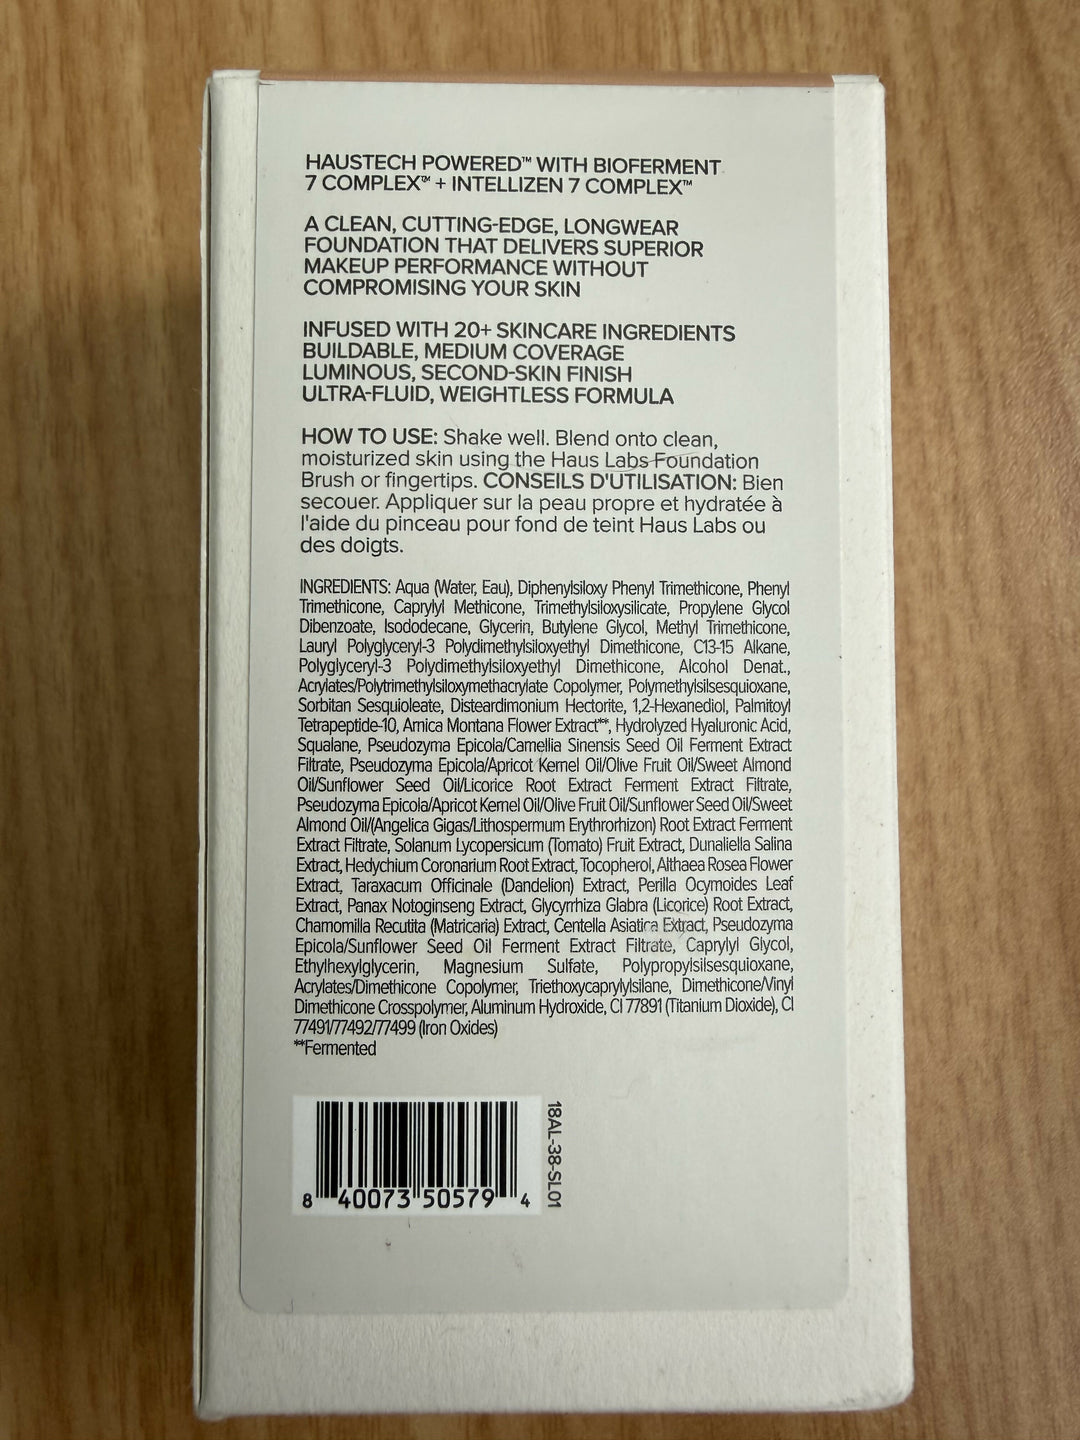 HAUSTECH POWERED™ WITH BIOFERMENT
7 COMPLEX™ + INTELLIZEN 7 COMPLEX™
A CLEAN, CUTTING-EDGE, LONGWEAR
FOUNDATION THAT DELIVERS SUPERIOR
MAKEUP PERFORMANCE WITHOUT
COMPROMISING YOUR SKIN
INFUSED WITH 20+ SKINCARE INGREDIENTS
BUILDABLE, MEDIUM COVERAGE
LUMINOUS, SECOND-SKIN FINISH
ULTRA-FLUID, WEIGHTLESS FORMULA
HOW TO USE: Shake well. Blend onto clean,
moisturized skin using the Haus Labs Foundation
Brush or fingertips. CONSEILS D'UTILISATION: Bien
secouer. Appliquer sur la peau propre et hydratée à
l'aide du pinceau pour fond de teint Haus Labs ou
des doigts.
INGREDIENTS: Aqua (Water, Eau), Diphenylsiloxy Phenyl Trimethicone, Phenyl
Trimethicone, Caprylyl Methicone, Trimethylsiloxysilicate, Propylene Glycol
Dibenzoate, Isododecane, Glycerin, Butylene Glycol, Methyl Trimethicone,
Lauryl Polyglyceryl-3 Polydimethylsiloxyethyl Dimethicone, C13-15 Alkane,
Polyglyceryl-3 Polydimethylsiloxyethyl Dimethicone, Alcohol Denat.,
Acrylates/Polytrimethylsiloxymethacrylate Copolymer, Polymethylsilsesquioxane,
Sorbitan Sesquioleate, Disteardimonium Hectorite, 1,2-Hexanediol, Palmitoyl
Tetrapeptide-10, Arnica Montana Flower Extract**, Hydrolyzed Hyaluronic Acid,
Squalane, Pseudozyma Epicola/Camellia Sinensis Seed Oil Ferment Extract
Filtrate, Pseudozyma Epicola/Apricot Kernel Oil/Olive Fruit Oil/Sweet Almond
Oil/Sunflower Seed Oil/Licorice Root Extract Ferment Extract Filtrate,
Pseudozyma Epicola/Apricot Kernel Oil/Olive Fruit Oil/Sunflower Seed Oil/Sweet
Almond Oil/(Angelica Gigas/Lithospermum Erythrorhizon) Root Extract Ferment
Extract Filtrate, Solanum Lycopersicum (Tomato) Fruit Extract, Dunaliella Salina
Extract, Hedychium Coronarium Root Extract, Tocopherol, Althaea Rosea Flower
Extract, Taraxacum Officinale (Dandelion) Extract, Perilla Ocymoides Leaf
Extract, Panax Notoginseng Extract, Glycyrrhiza Glabra (Licorice) Root Extract,
Chamomilla Recutita (Matricaria) Extract, Centella Asiatica Extract, Pseudozyma
Epicola/Sunflower Seed Oil Ferment Extract Filtrate, Caprylyl Glycol,
Ethylhexylglycerin, Magnesium Sulfate, Polypropylsilsesquioxane,
Acrylates/Dimethicone Copolymer, Triethoxycaprylylsilane, Dimethicone/Vinyl
Dimethicone Crosspolymer, Aluminum Hydroxide, CI 77891 (Titanium Dioxide), CI
77491/77492/77499 (Iron Oxides)
**Fermented
8 40073 50579 4
18AL-38-SL01